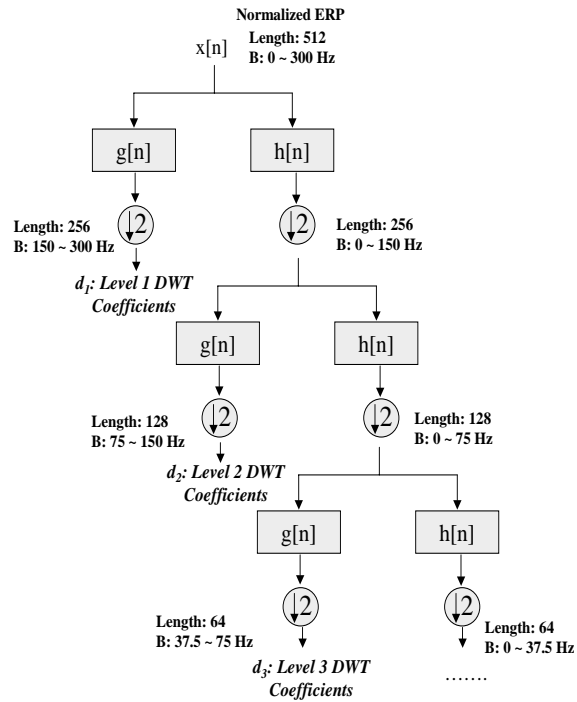 Normalized ERP
x[n]
Length: 512
B: 0 ~ 300 Hz
g[n]
h[n]
Length: 256
B: 150 ~ 300 Hz
↓2
↓2
Length: 256
B: 0 ~ 150 Hz
d1: Level 1 DWT
Coefficients
g[n]
h[n]
Length: 128
B: 75 ~ 150 Hz
↓2
↓2
Length: 128
B: 0 ~ 75 Hz
d2: Level 2 DWT
Coefficients
g[n]
h[n]
Length: 64
B: 37.5 ~ 75 Hz
↓2
↓2
Length: 64
B: 0 ~ 37.5 Hz
d3: Level 3 DWT
Coefficients
.......